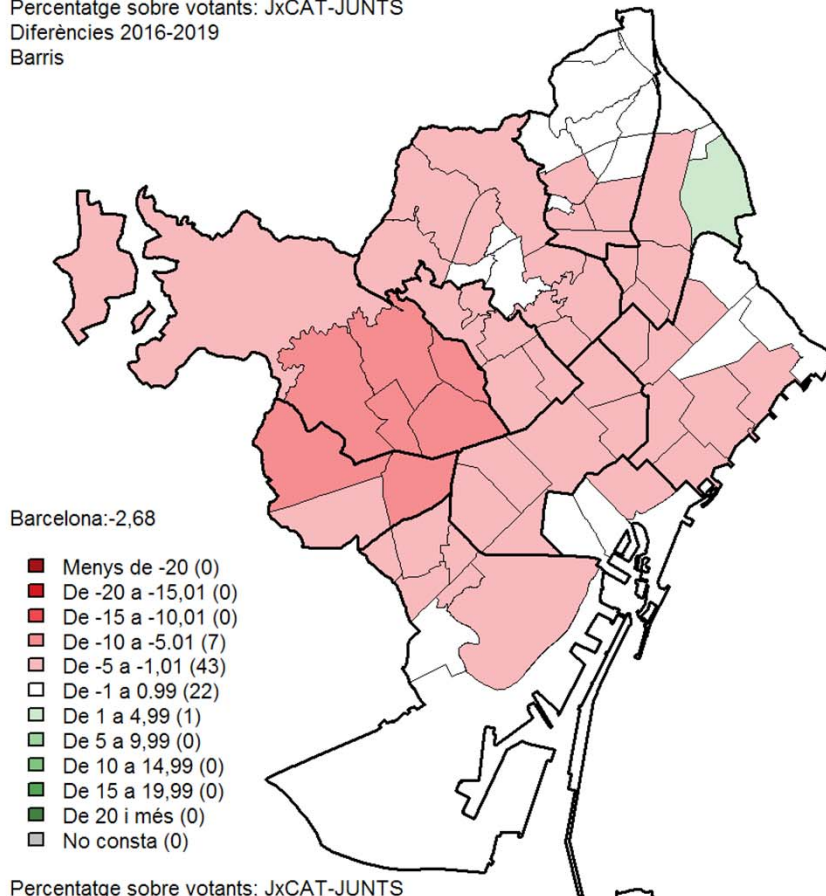 Percentatge sobre votants: JxCAT-JUNTS
Diferències 2016-2019
Barris
Barcelona:-2,68
Menys de -20 (0)
De -20 a -15,01 (0)
De -15 a -10,01 (0)
De -10 a -5.01 (7)
De -5 a -1,01 (43)
De -1 a 0.99 (22)
De 1 a 4,99 (1)
De 5 a 9,99 (0)
De 10 a 14,99 (0)
De 15 a 19,99 (0)
De 20 i més (0)
No consta (0)
Percentatge sobre votants: JxCAT-JUNTS